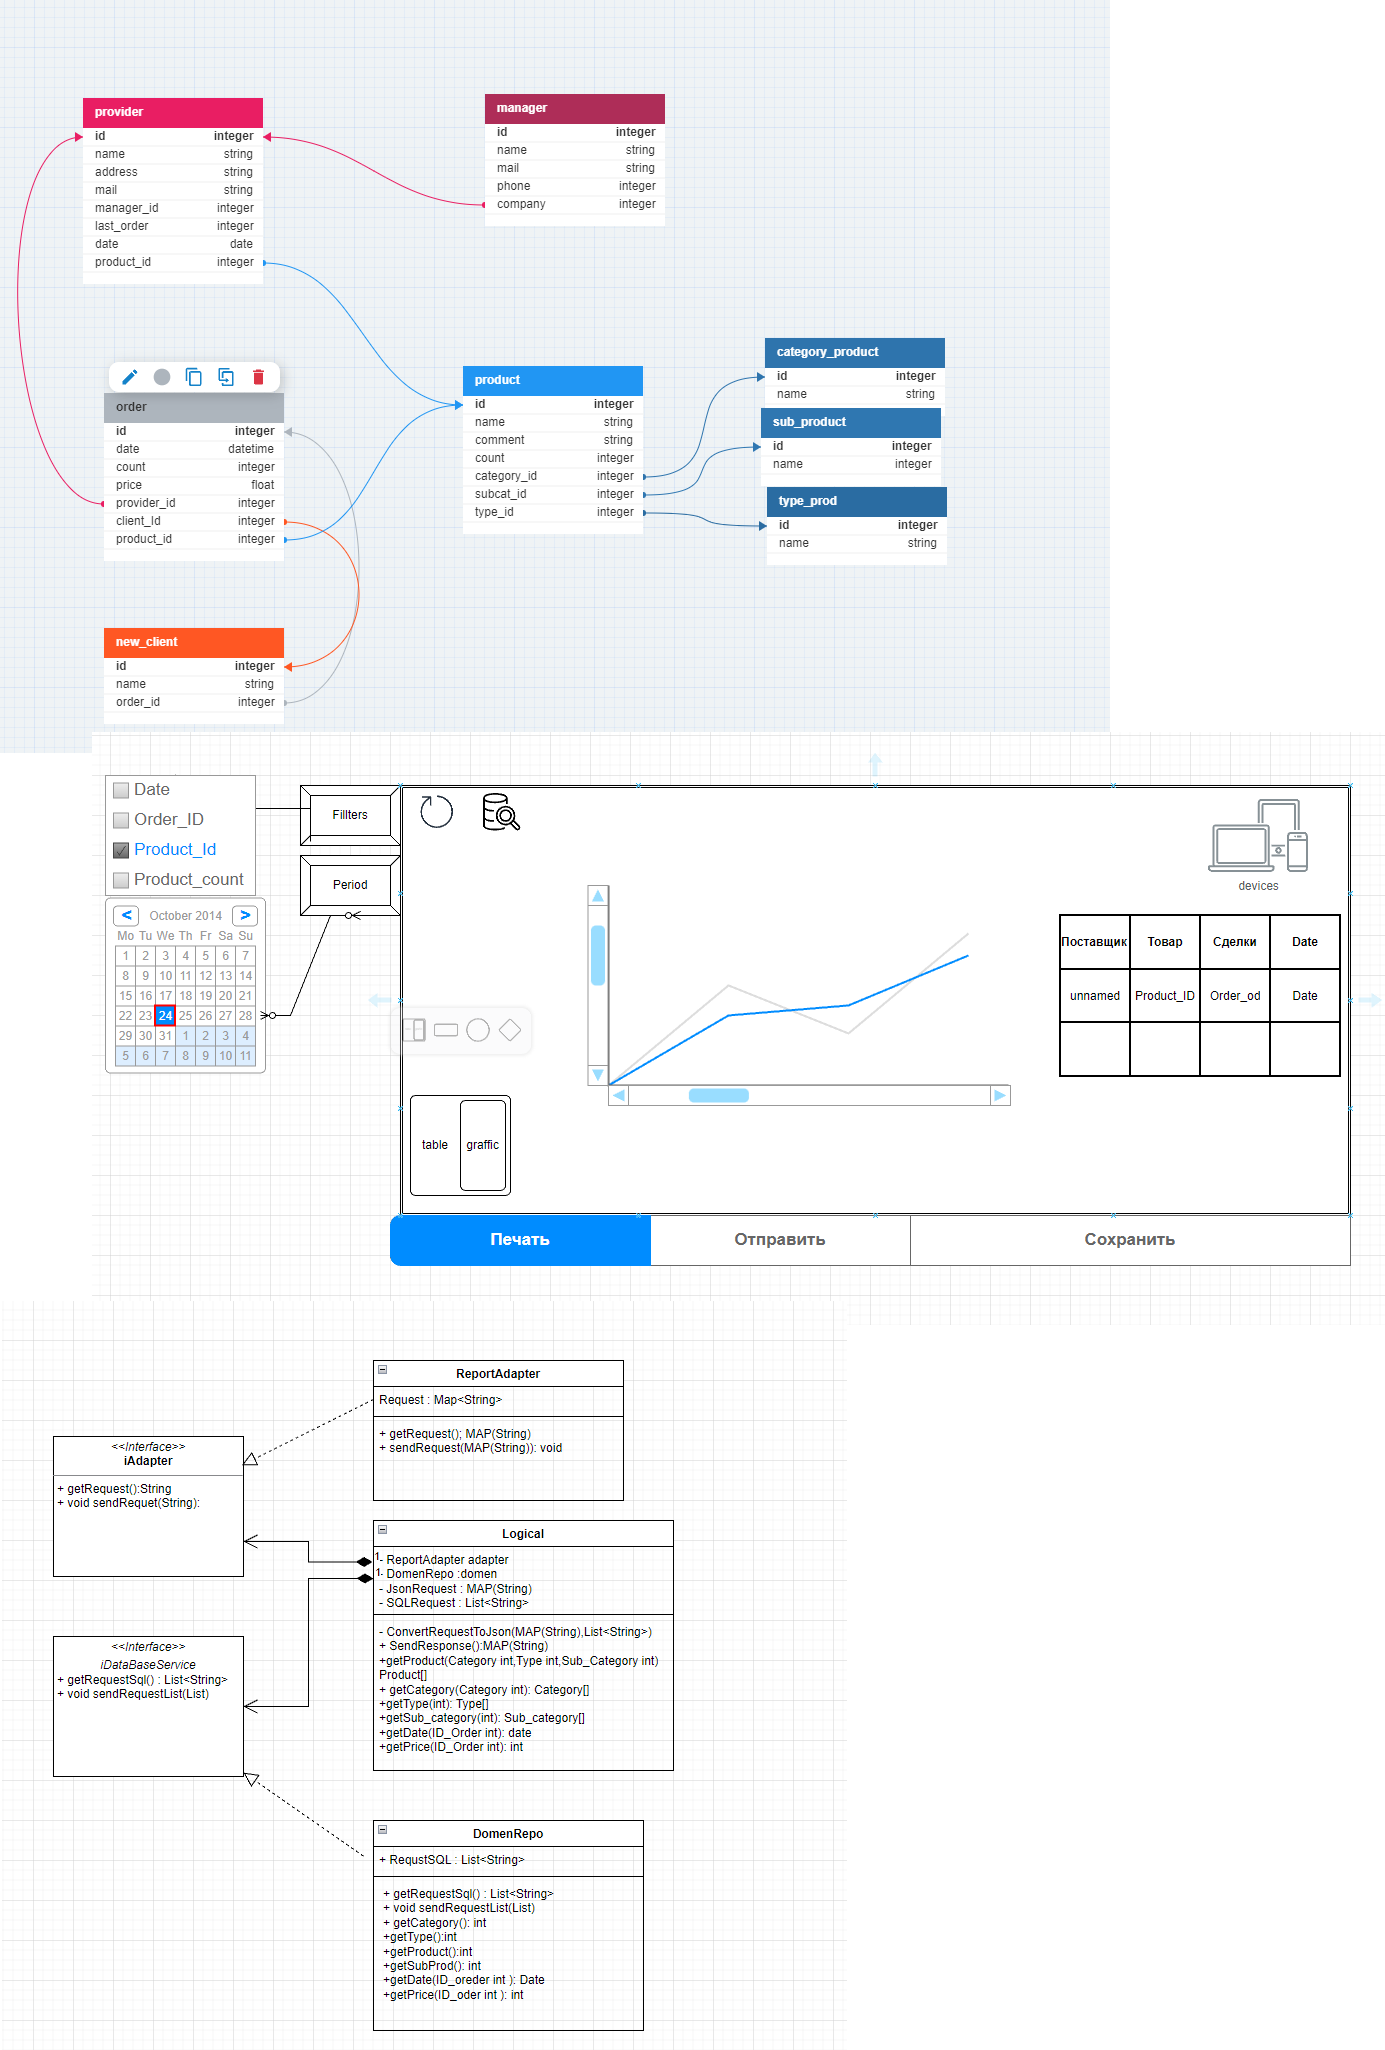 provider
id integer
name string
address string
mail string
manager_id integer
last_order integer
date date
product_id integer
manager
id integer
name string
mail string
phone integer
company integer
order
id integer
date datetime
count integer
price float
provider_id integer
client_Id integer
product_id integer
product
id integer
name string
comment string
count integer
category_id integer
subcat_id integer
type_id integer
category_product
id integer
name string
sub_product
id integer
name integer
type_prod
id integer
name string
new_client
id integer
name string
order_id integer
Date
Order_ID
Product_Id
Product_count
Fillters
Period
< October 2014 >
Mo Tu We Th Fr Sa Su
1 2 3 4 5 6 7
8 9 10 11 12 13 14
15 16 17 18 19 20 21
22 23 24 25 26 27 28
29 30 31 1 2 3 4
5 6 7 8 9 10 11
devices
Поставщик Товар Сделки Date
unnamed Product_ID Order_od Date
table graffic
Печать Отправить Сохранить
ReportAdapter
Request : Map<String>
+ getRequest(); MAP(String)
+ sendRequest(MAP(String)): void
<<Interface>>
iAdapter
+ getRequest():String
+ void sendRequet(String):
Logical
1
- ReportAdapter adapter
1
- DomenRepo :domen
- JsonRequest : MAP(String)
- SQLRequest : List<String>
- ConvertRequestToJson(MAP(String),List<String>)
+ SendResponse():MAP(String)
+getProduct(Category int,Type int,Sub_Category int)
Product[]
+ getCategory(Category int): Category[]
+getType(int): Type[]
+getSub_category(int): Sub_category[]
+getDate(ID_Order int): date
+getPrice(ID_Order int): int
<<Interface>>
iDataBaseService
+ getRequestSql() : List<String>
+ void sendRequestList(List)
DomenRepo
+ RequstSQL : List<String>
+ getRequestSql() : List<String>
+ void sendRequestList(List)
+ getCategory(): int
+getType():int
+getProduct():int
+getSubProd(): int
+getDate(ID_oreder int ): Date
+getPrice(ID_oder int ): int